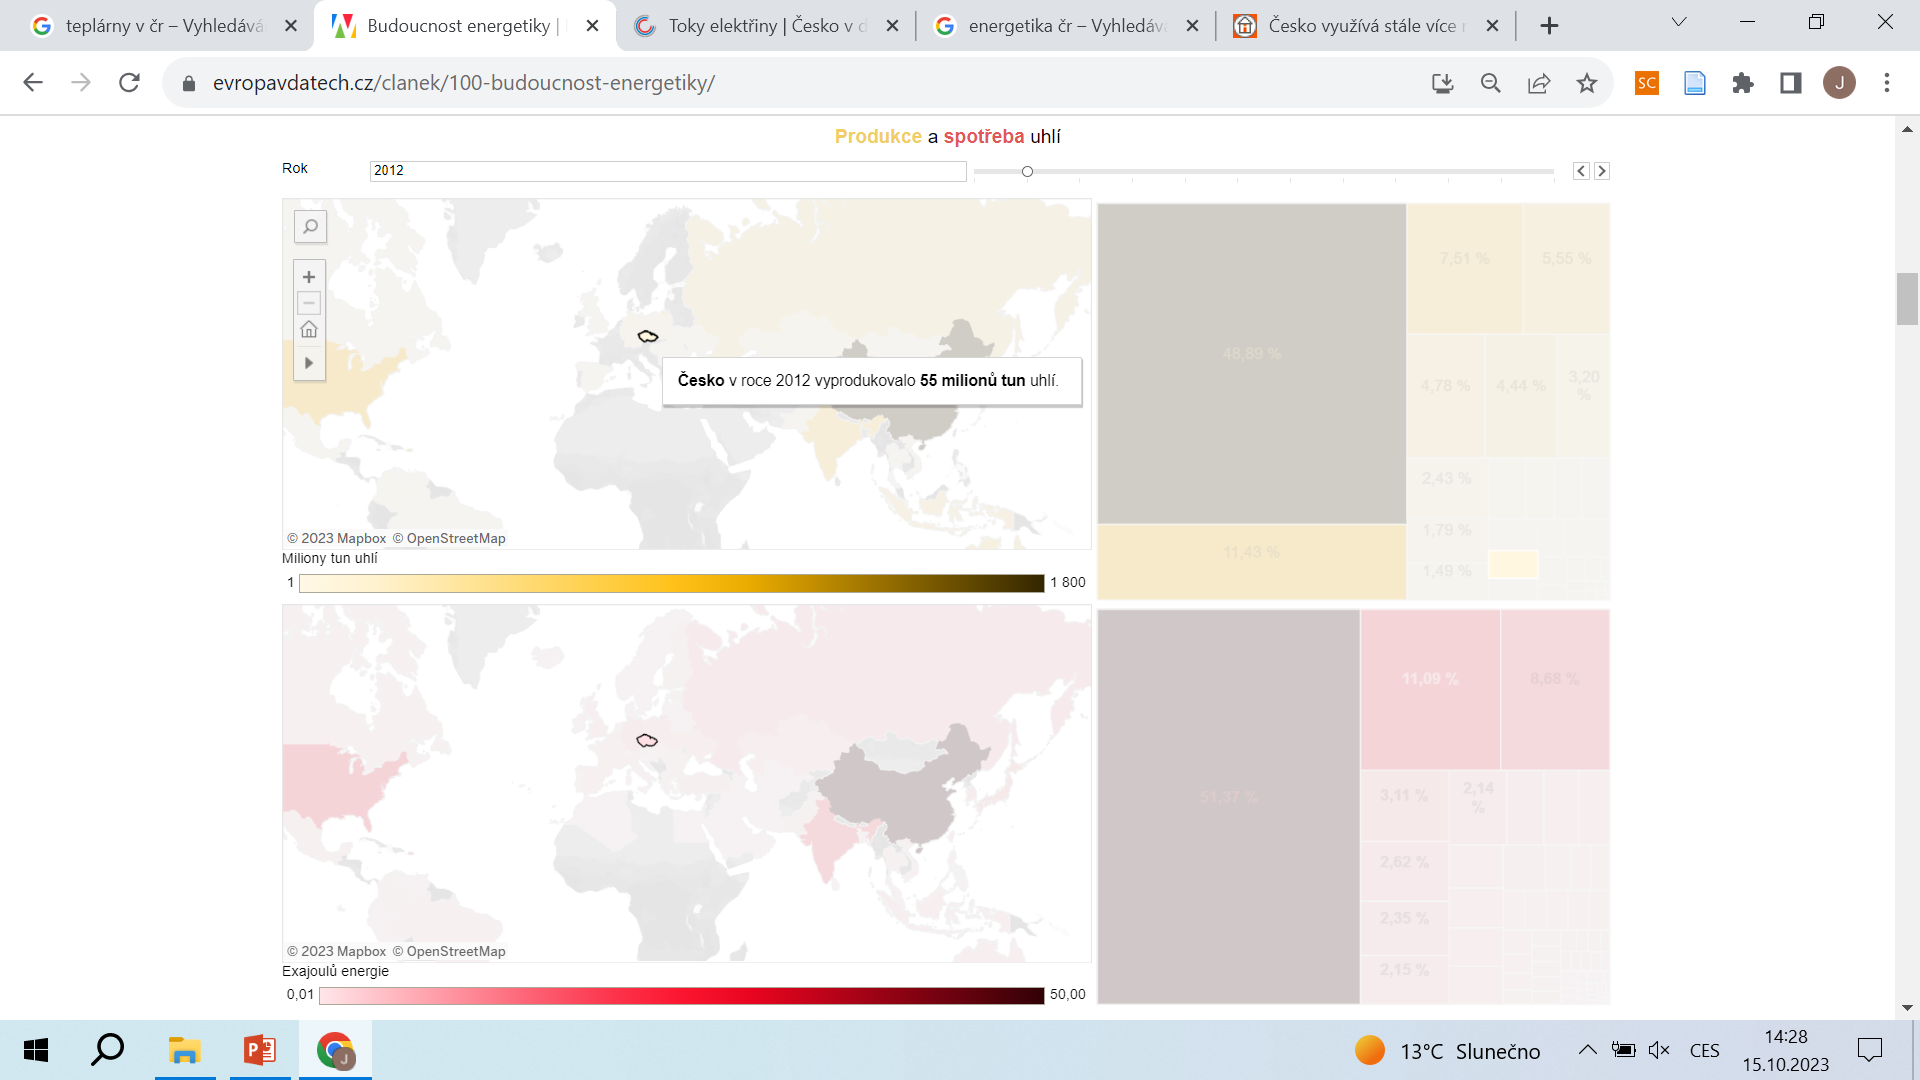 teplárny v čr – Vyhledává
Budoucnost energetiky |
Toky elektřiny | Česko v d
energetika čr – Vyhledáva
Česko využívá stále více
evropavdatech.cz/clanek/100-budoucnost-energetiky/
SC
J
Produkce a spotřeba uhlí
Rok
2012
Česko v roce 2012 vyprodukovalo 55 milionů tun uhlí.
48,89 %
7,51 %
5,55 %
4,78 %
4,44 %
3,20
%
2,43 %
1,79 %
1,49 %
11,43 %
© 2023 Mapbox © OpenStreetMap
Miliony tun uhlí
1
1 800
51,37 %
11,09 %
8,68 %
3,11 %
2,14
%
2,62 %
2,35 %
2,15 %
© 2023 Mapbox © OpenStreetMap
Exajoulů energie
0,01
50,00
J
13°C Slunečno
CES
14:28
15.10.2023